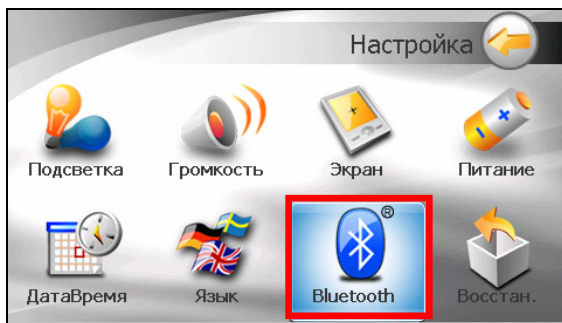 Настройка
Подсветка
Громкость
Экран
Питание
ДатаВремя
Язык
Bluetooth
®
Восстан.